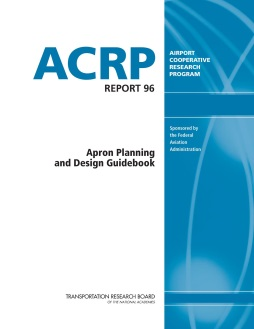 ACRP
REPORT 96
AIRPORT
COOPERATIVE
RESEARCH
PROGRAM
Sponsored by
the Federal
Aviation
Administration
Apron Planning
and Design Guidebook
TRANSPORTATION RESEARCH BOARD
OF THE NATIONAL ACADEMIES